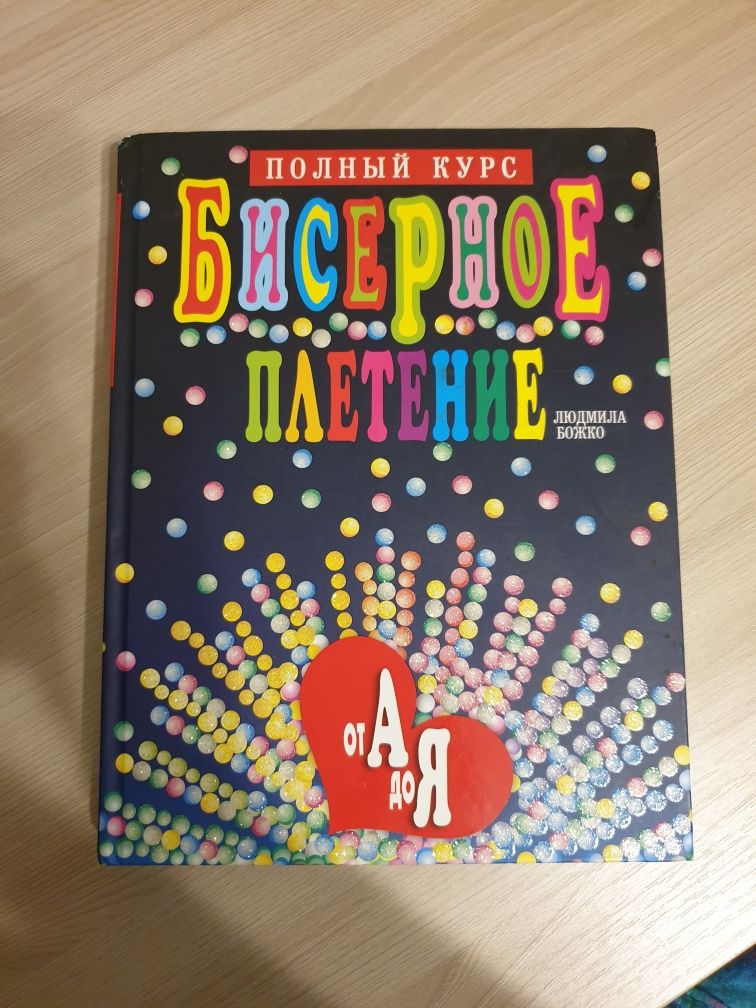 ПОЛНЫЙ КУРС
БИСЕРНОЕ
ПЛЕТЕНИЕ
ЛЮДМИЛА
БОЖКО
ОТ А
ДО Я